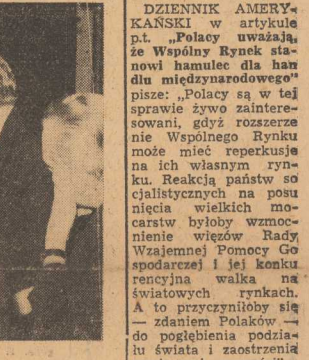 DZIENNIK AMERY-
KAŃSKI w artykule
p.t. „Polacy uważają,
że Wspólny Rynek sta-
nowi hamulec dla han
dlu międzynarodowego"
pisze: „Polacy są w tej
sprawie żywo zaintere-
sowani, gdyż rozszerze
nie Wspólnego Rynku
może mieć reperkusje
na ich własnym ryn-
ku. Reakcją państw so
cjalistycznych na posu
nięcia wielkich mo-
carstw byłoby wzmoc-
nienie więzów Rady
Wzajemnej Pomocy Go
spodarczej i jej konku
rencyjna walka na
światowych rynkach.
A to przyczyniłoby się
— zdaniem Polaków —
do pogłębienia podzia-
łu świata i zaostrzenia